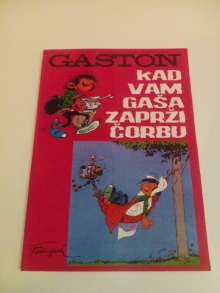 GASTON
KAD
VAM
GAŠA
ZAPRŽI
ČORBU
Franquin